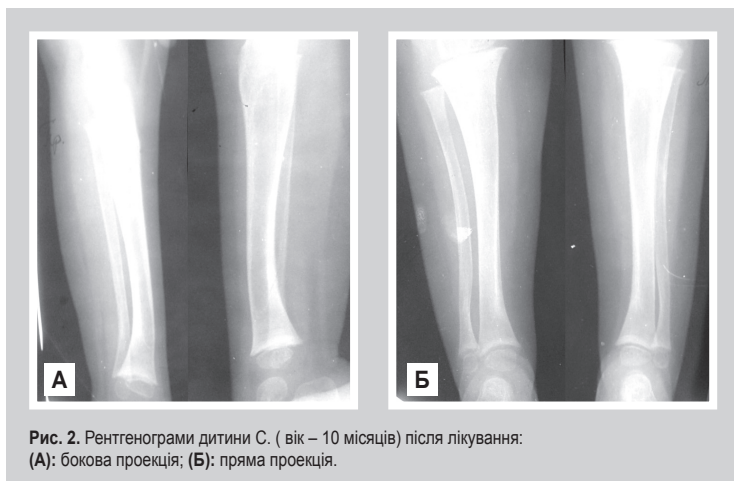 А
Б
Рис. 2. Рентгенограми дитини С. ( вік – 10 місяців) після лікування:
(А): бокова проекція; (Б): пряма проекція.